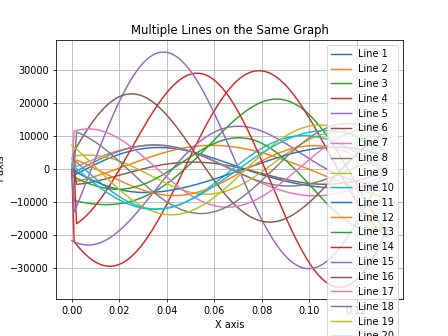 Multiple Lines on the Same Graph
30000
20000
10000
0
−10000
−20000
−30000
0.00
0.02
0.04
0.06
0.08
0.10
X axis
Line 1
Line 2
Line 3
Line 4
Line 5
Line 6
Line 7
Line 8
Line 9
Line 10
Line 11
Line 12
Line 13
Line 14
Line 15
Line 16
Line 17
Line 18
Line 19
Line 20